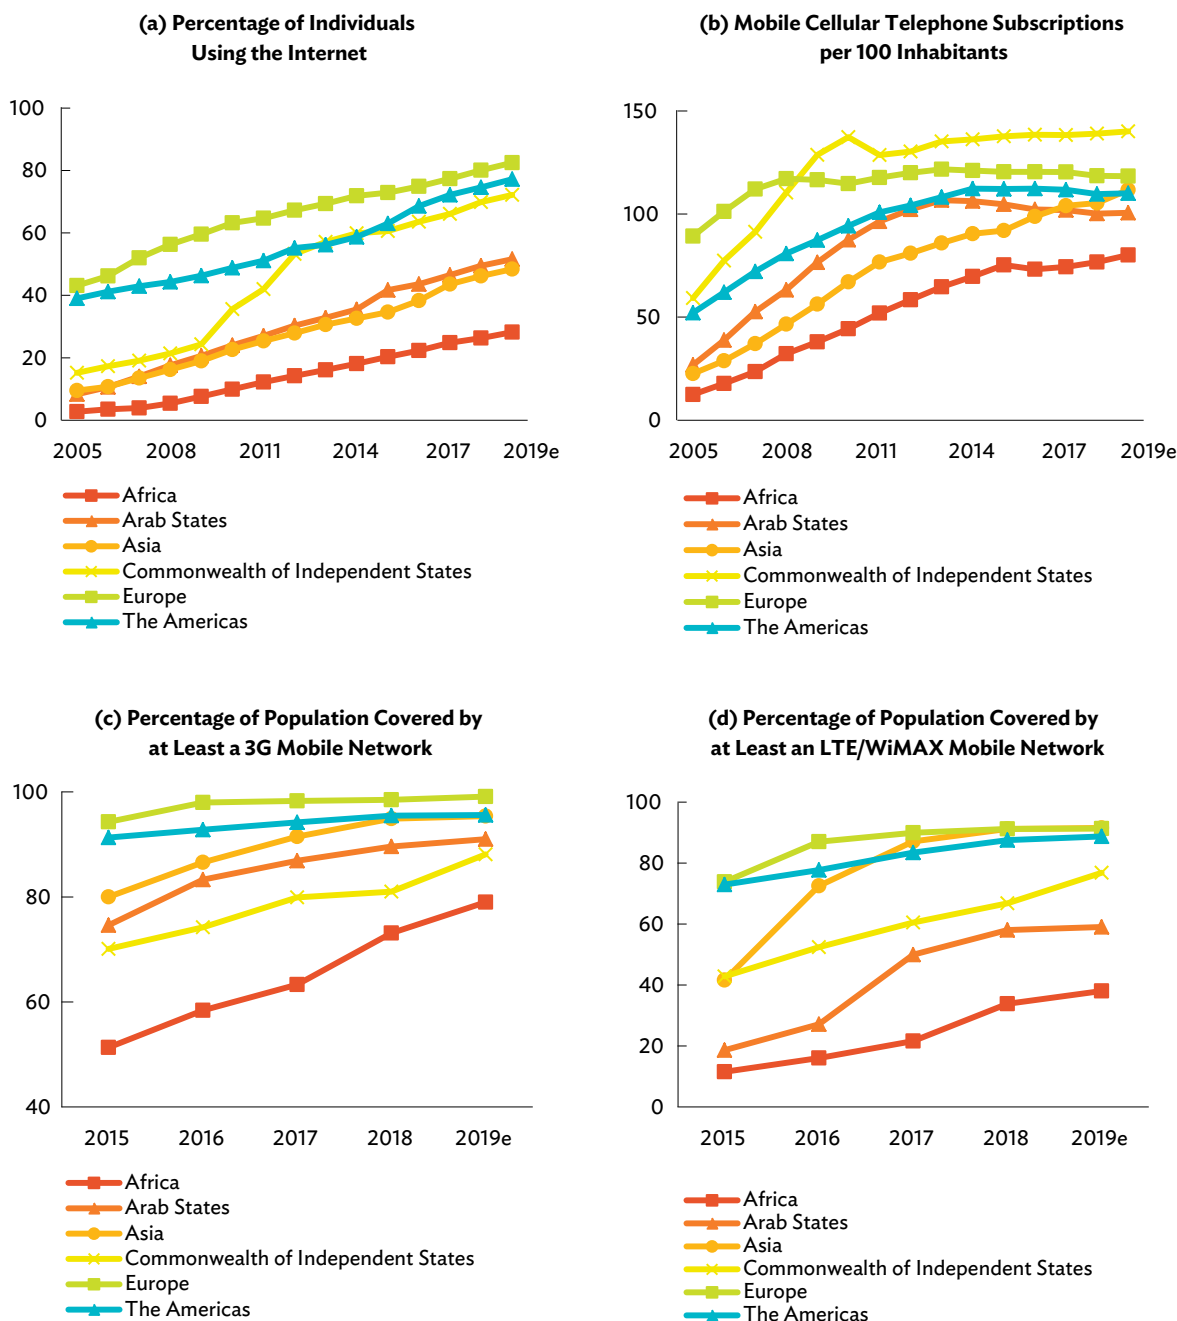 (a) Percentage of Individuals
Using the Internet
100
80
60
40
20
0
2005 2008 2011 2014 2017 2019e
Africa
Arab States
Asia
Commonwealth of Independent States
Europe
The Americas
(b) Mobile Cellular Telephone Subscriptions
per 100 Inhabitants
150
100
50
0
2005 2008 2011 2014 2017 2019e
Africa
Arab States
Asia
Commonwealth of Independent States
Europe
The Americas
(c) Percentage of Population Covered by
at Least a 3G Mobile Network
100
80
60
40
2015 2016 2017 2018 2019e
Africa
Arab States
Asia
Commonwealth of Independent States
Europe
The Americas
(d) Percentage of Population Covered by
at Least an LTE/WiMAX Mobile Network
100
80
60
40
20
0
2015 2016 2017 2018 2019e
Africa
Arab States
Asia
Commonwealth of Independent States
Europe
The Americas